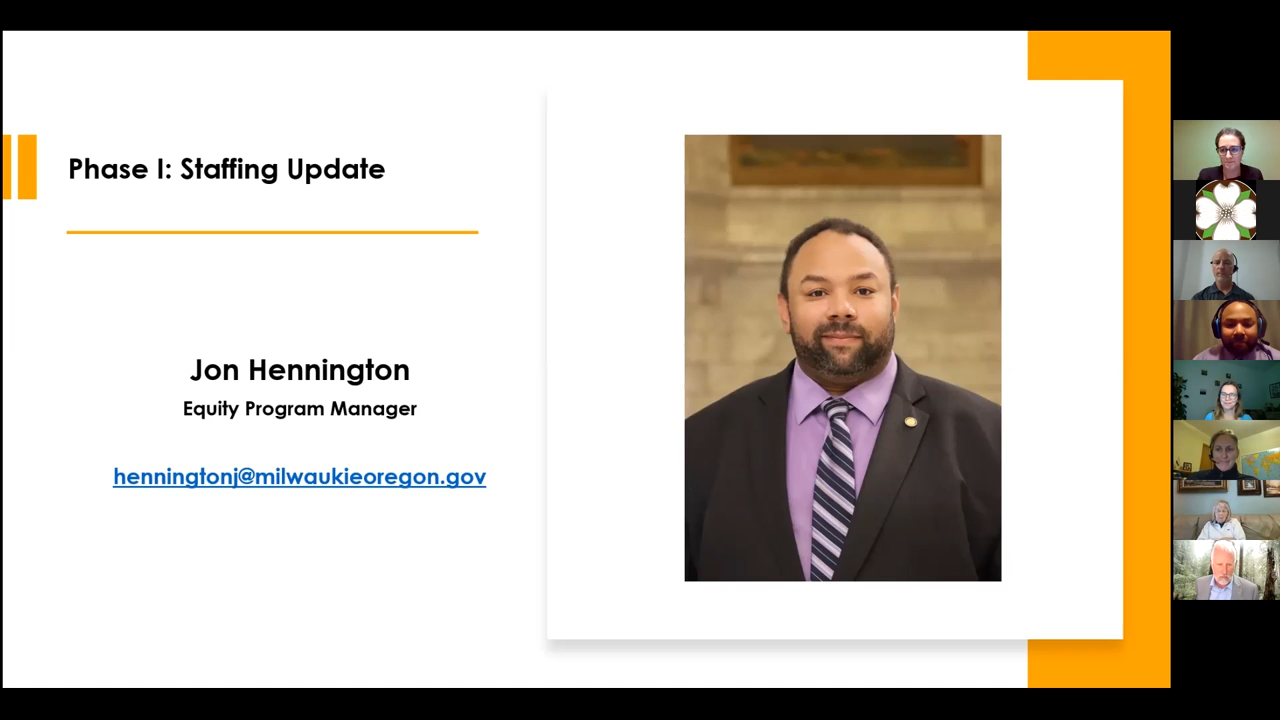 Phase I: Staffing Update
Jon Hennington
Equity Program Manager
henningtonj@milwaukieoregon.gov